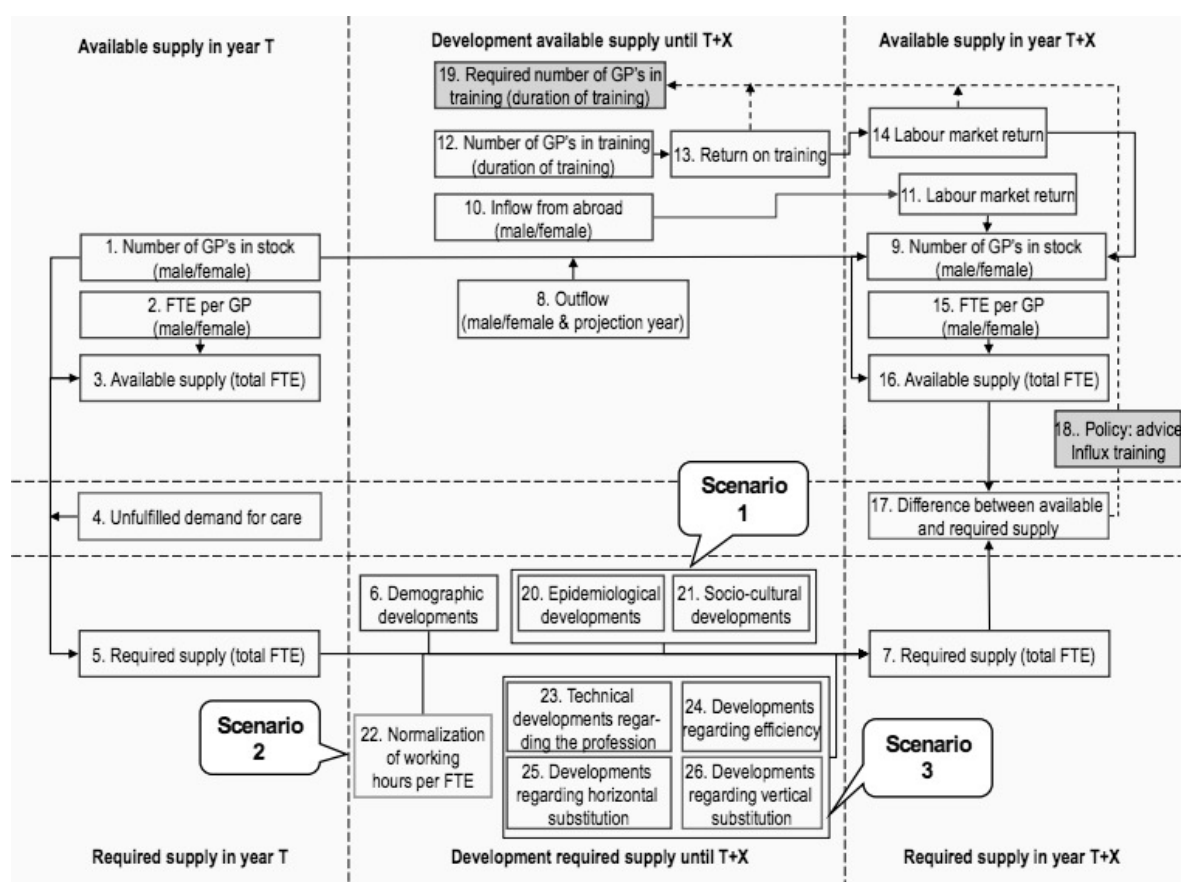 Available supply in year T
Development available supply until T+X
Available supply in year T+X
19. Required number of GP's in
training (duration of training)
12. Number of GP's in training
(duration of training)
13. Return on training
14 Labour market return
10. Inflow from abroad
(male/female)
11. Labour market return
1. Number of GP's in stock
(male/female)
9. Number of GP's in stock
(male/female)
2. FTE per GP
(male/female)
8. Outflow
(male/female & projection year)
15. FTE per GP
(male/female)
3. Available supply (total FTE)
16. Available supply (total FTE)
18.. Policy: advice
Influx training
Scenario
1
4. Unfulfilled demand for care
17. Difference between available
and required supply
6. Demographic
developments
20. Epidemiological
developments
21. Socio-cultural
developments
5. Required supply (total FTE)
7. Required supply (total FTE)
Scenario
2
22. Normalization
of working
hours per FTE
23. Technical
developments regar-
ding the profession
24. Developments
regarding efficiency
25. Developments
regarding horizontal
substitution
26. Developments
regarding vertical
substitution
Scenario
3
Required supply in year T
Development required supply until T+X
Required supply in year T+X